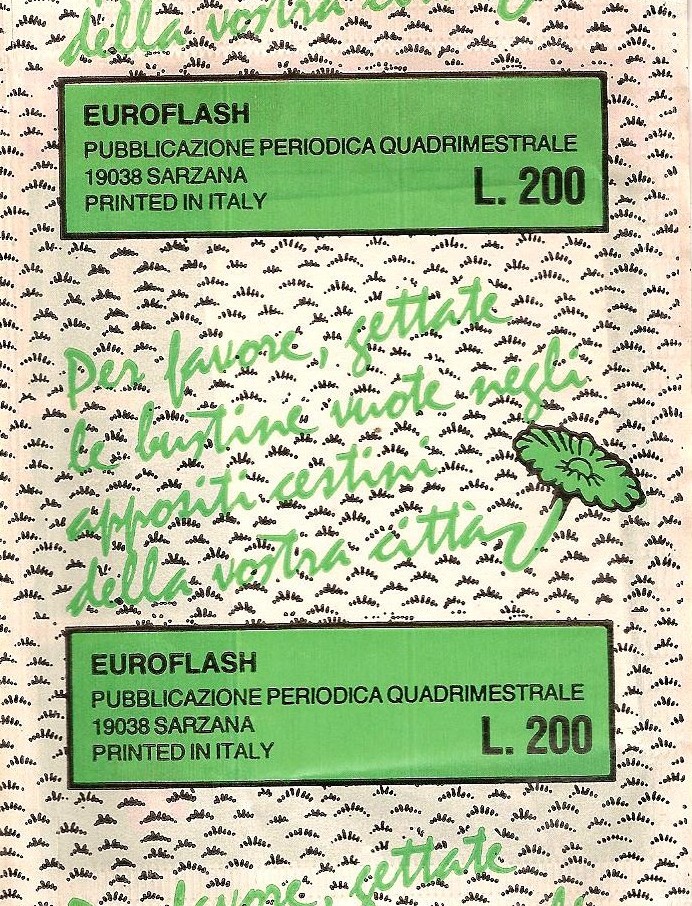 della vostra città
EUROFLASH
PUBBLICAZIONE PERIODICA QUADRIMESTRALE
19038 SARZANA
PRINTED IN ITALY
L. 200
Per favore, gettate
le bustine vuote negli
appositi cestini
della vostra città
EUROFLASH
PUBBLICAZIONE PERIODICA QUADRIMESTRALE
19038 SARZANA
PRINTED IN ITALY
L. 200
Per favore, gettate